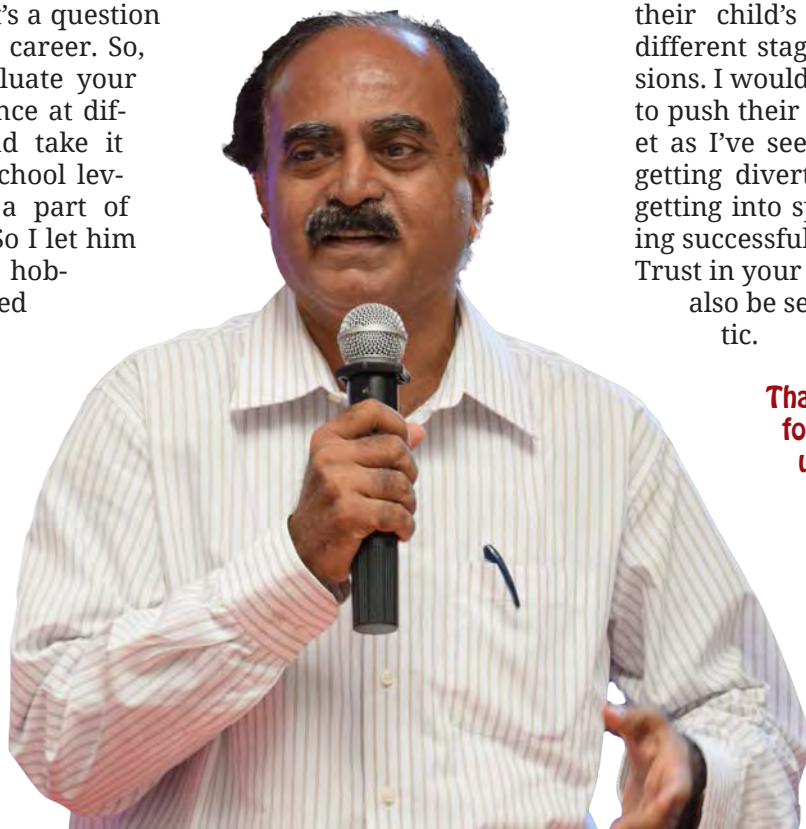 's a question
career. So,
luate your
nce at dif-
d take it
chool lev-
a part of
So I let him
hob-
ed
their child's
different stag
sions. I would
to push their
et as I've see
getting divert
getting into s
ing successful
Trust in your
also be se
tic.
Tha
fo
u